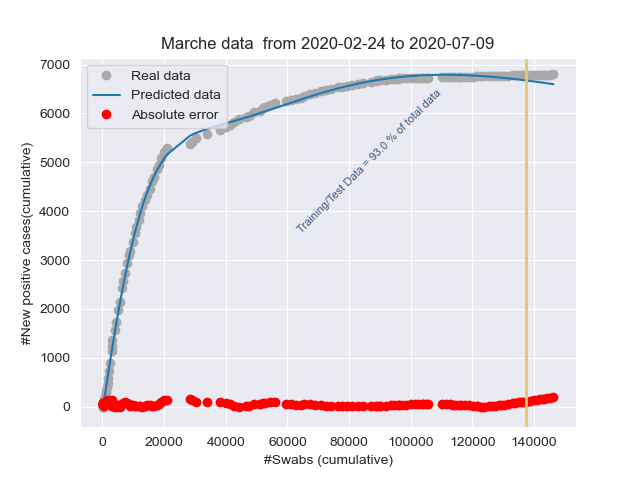 Marche data  from 2020-02-24 to 2020-07-09
Real data
Predicted data
Absolute error
Training/Test Data = 93.0 % of total data
#New positive cases(cumulative)
7000
6000
5000
4000
3000
2000
1000
0
0 20000 40000 60000 80000 100000 120000 140000
#Swabs (cumulative)